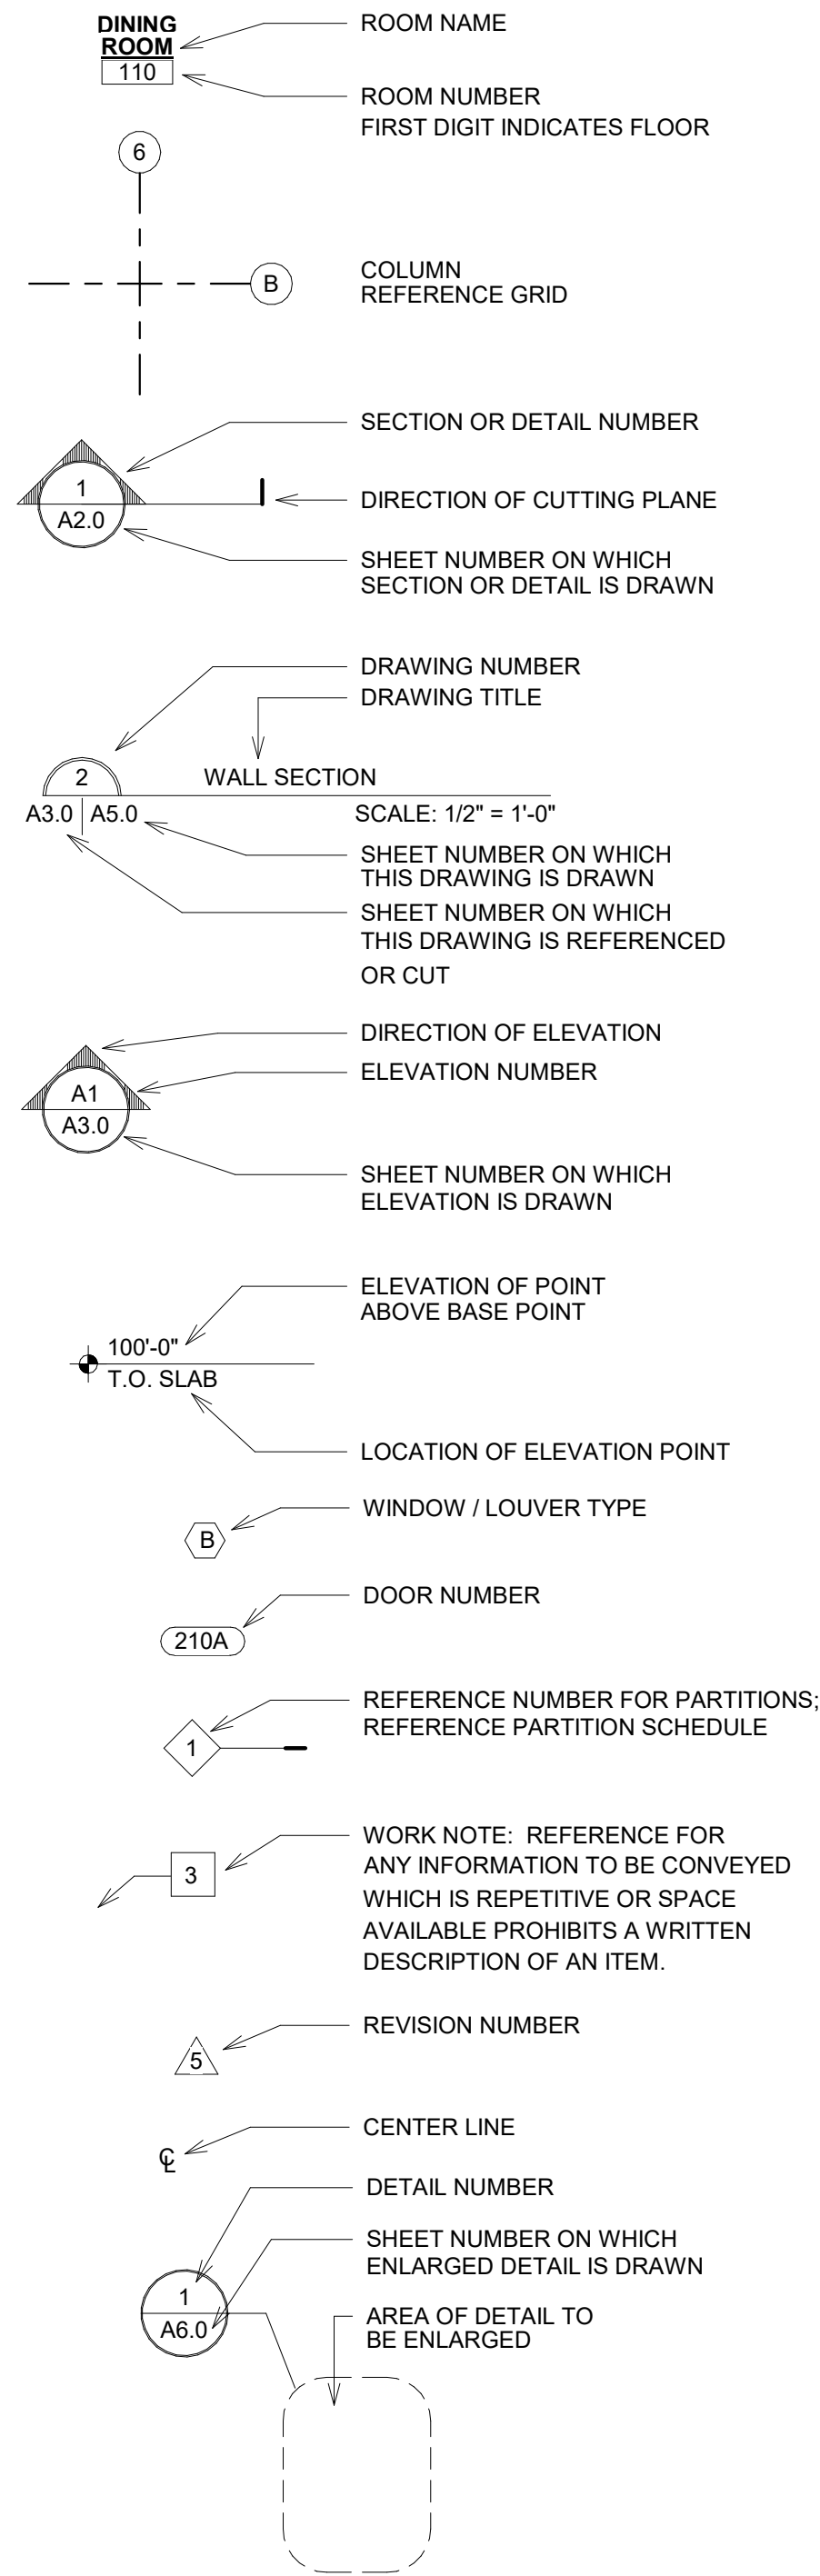 DINING
ROOM
110
ROOM NAME
ROOM NUMBER
FIRST DIGIT INDICATES FLOOR
6
B
COLUMN
REFERENCE GRID
SECTION OR DETAIL NUMBER
1
A2.0
DIRECTION OF CUTTING PLANE
SHEET NUMBER ON WHICH
SECTION OR DETAIL IS DRAWN
DRAWING NUMBER
DRAWING TITLE
2
WALL SECTION
A3.0 A5.0
SCALE: 1/2" = 1'-0"
SHEET NUMBER ON WHICH
THIS DRAWING IS DRAWN
SHEET NUMBER ON WHICH
THIS DRAWING IS REFERENCED
OR CUT
DIRECTION OF ELEVATION
ELEVATION NUMBER
A1
A3.0
SHEET NUMBER ON WHICH
ELEVATION IS DRAWN
ELEVATION OF POINT
ABOVE BASE POINT
100'-0"
T.O. SLAB
LOCATION OF ELEVATION POINT
WINDOW / LOUVER TYPE
B
DOOR NUMBER
210A
REFERENCE NUMBER FOR PARTITIONS;
REFERENCE PARTITION SCHEDULE
1
WORK NOTE: REFERENCE FOR
ANY INFORMATION TO BE CONVEYED
WHICH IS REPETITIVE OR SPACE
AVAILABLE PROHIBITS A WRITTEN
DESCRIPTION OF AN ITEM.
3
REVISION NUMBER
5
CENTER LINE
℄
DETAIL NUMBER
SHEET NUMBER ON WHICH
ENLARGED DETAIL IS DRAWN
1
A6.0
AREA OF DETAIL TO
BE ENLARGED